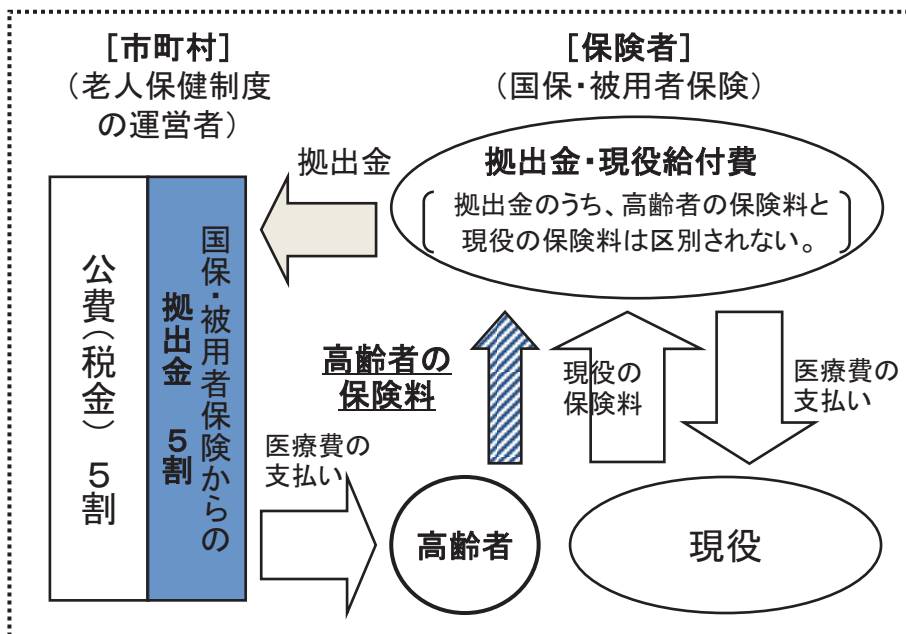 [市町村]
（老人保健制度
の運営者）
[保険者]
（国保・被用者保険）
拠出金
拠出金・現役給付費
拠出金のうち、高齢者の保険料と
現役の保険料は区別されない。
公費（税金） ５割
国保・被用者保険からの
拠出金 ５割
高齢者の
保険料
現役の
保険料
医療費の
支払い
医療費の
支払い
高齢者
現役